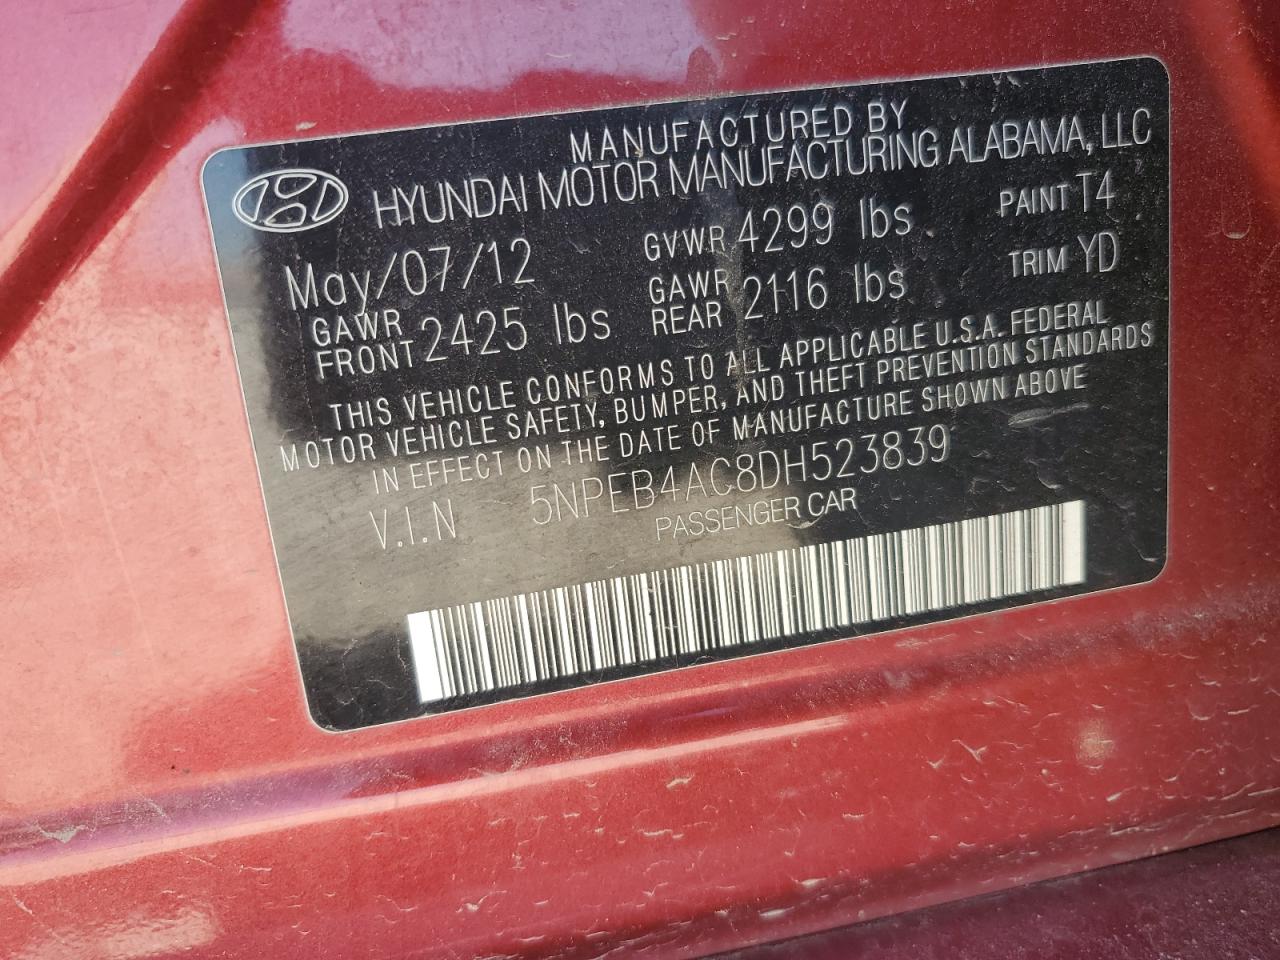 MANUFACTURED BY
HYUNDAI MOTOR MANUFACTURING ALABAMA, LLC
May/07/12 GVWR 4299 lbs PAINT T4
GAWR FRONT 2425 lbs GAWR REAR 2116 lbs TRIM YD
THIS VEHICLE CONFORMS TO ALL APPLICABLE U.S.A. FEDERAL
MOTOR VEHICLE SAFETY, BUMPER, AND THEFT PREVENTION STANDARDS
IN EFFECT ON THE DATE OF MANUFACTURE SHOWN ABOVE
V.I.N 5NPEB4AC8DH523839
PASSENGER CAR